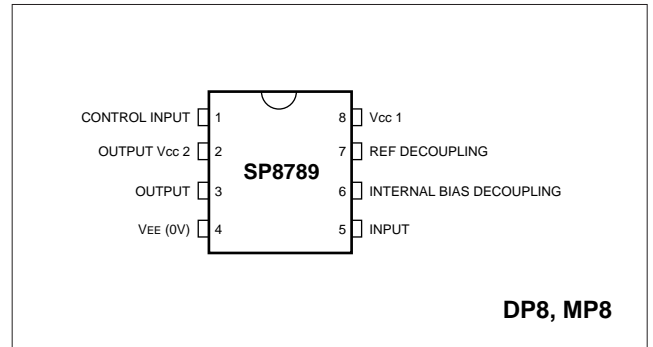 CONTROL INPUT 1 8 Vcc 1
OUTPUT Vcc 2 2 7 REF DECOUPLING
SP8789
OUTPUT 3 6 INTERNAL BIAS DECOUPLING
VEE (0V) 4 5 INPUT
DP8, MP8